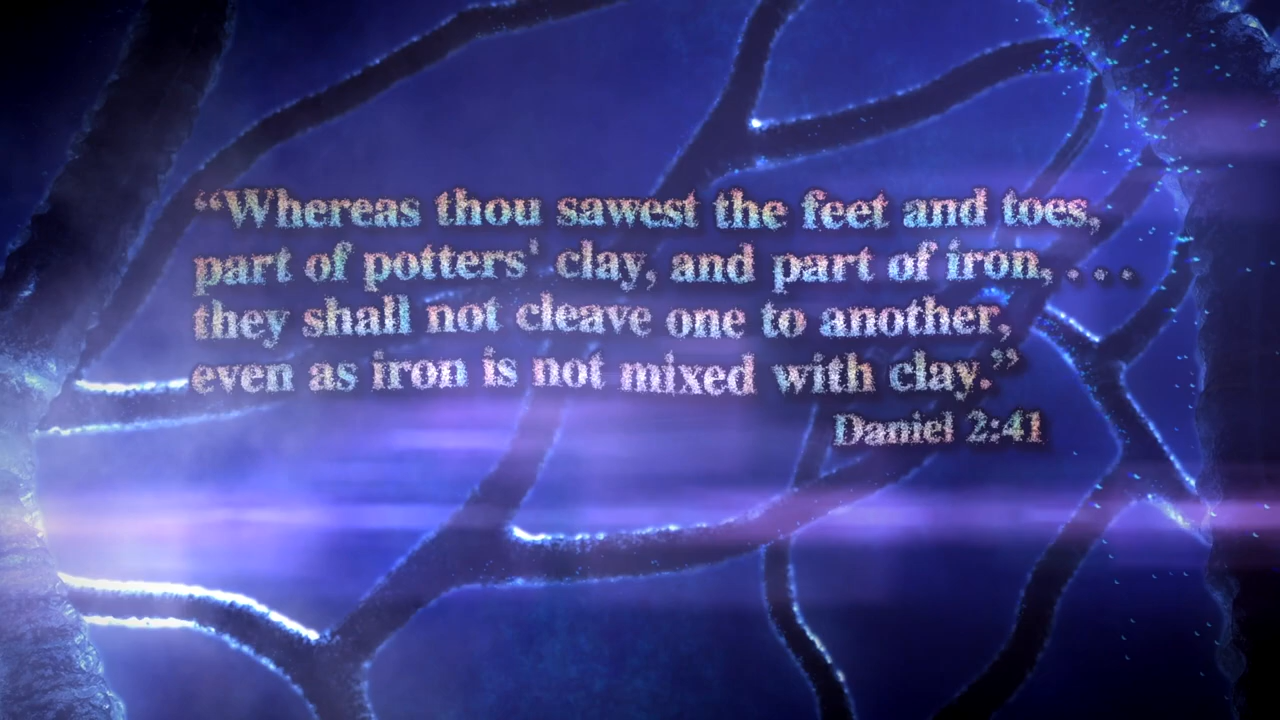 “Whereas thou sawest the feet and toes,
part of potters' clay, and part of iron, . . . .
they shall not cleave one to another,
even as iron is not mixed with clay.”
Daniel 2:41